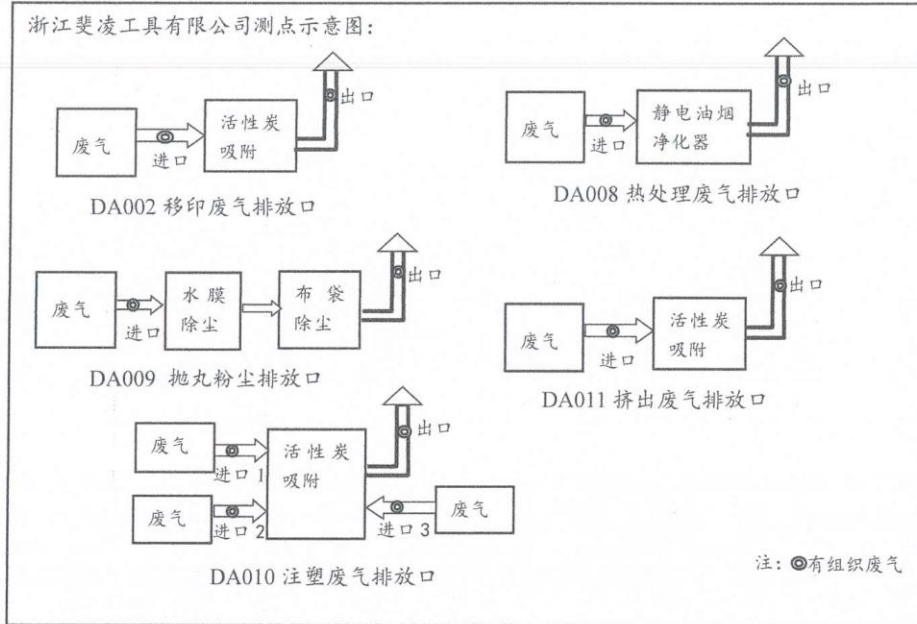 浙江斐凌工具有限公司测点示意图：
废气
进口
活性炭
吸附
出口
DA002 移印废气排放口
废气
进口
静电油烟
净化器
出口
DA008 热处理废气排放口
废气
进口
水膜
除尘
布袋
除尘
出口
DA009 抛丸粉尘排放口
废气
进口
活性炭
吸附
出口
DA011 挤出废气排放口
废气
进口 1
废气
进口 2
活性炭
吸附
出口
进口 3
废气
DA010 注塑废气排放口
注：◎有组织废气